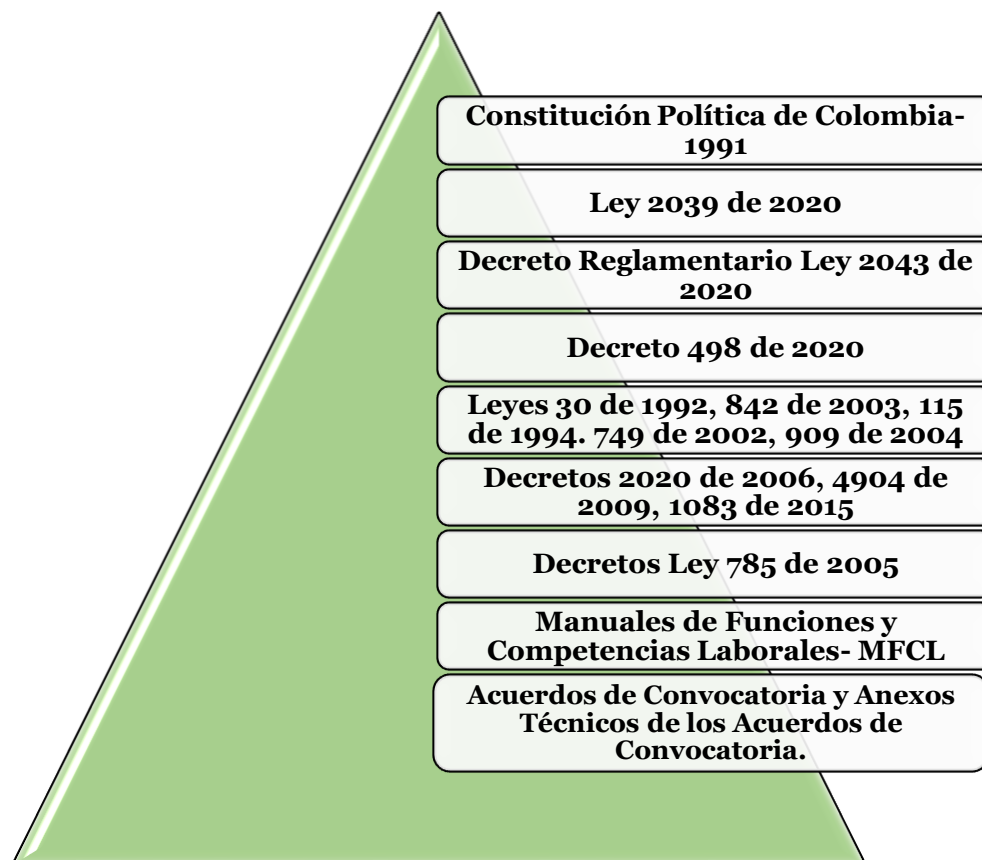 Constitución Política de Colombia-
1991
Ley 2039 de 2020
Decreto Reglamentario Ley 2043 de
2020
Decreto 498 de 2020
Leyes 30 de 1992, 842 de 2003, 115
de 1994. 749 de 2002, 909 de 2004
Decretos 2020 de 2006, 4904 de
2009, 1083 de 2015
Decretos Ley 785 de 2005
Manuales de Funciones y
Competencias Laborales- MFCL
Acuerdos de Convocatoria y Anexos
Técnicos de los Acuerdos de
Convocatoria.